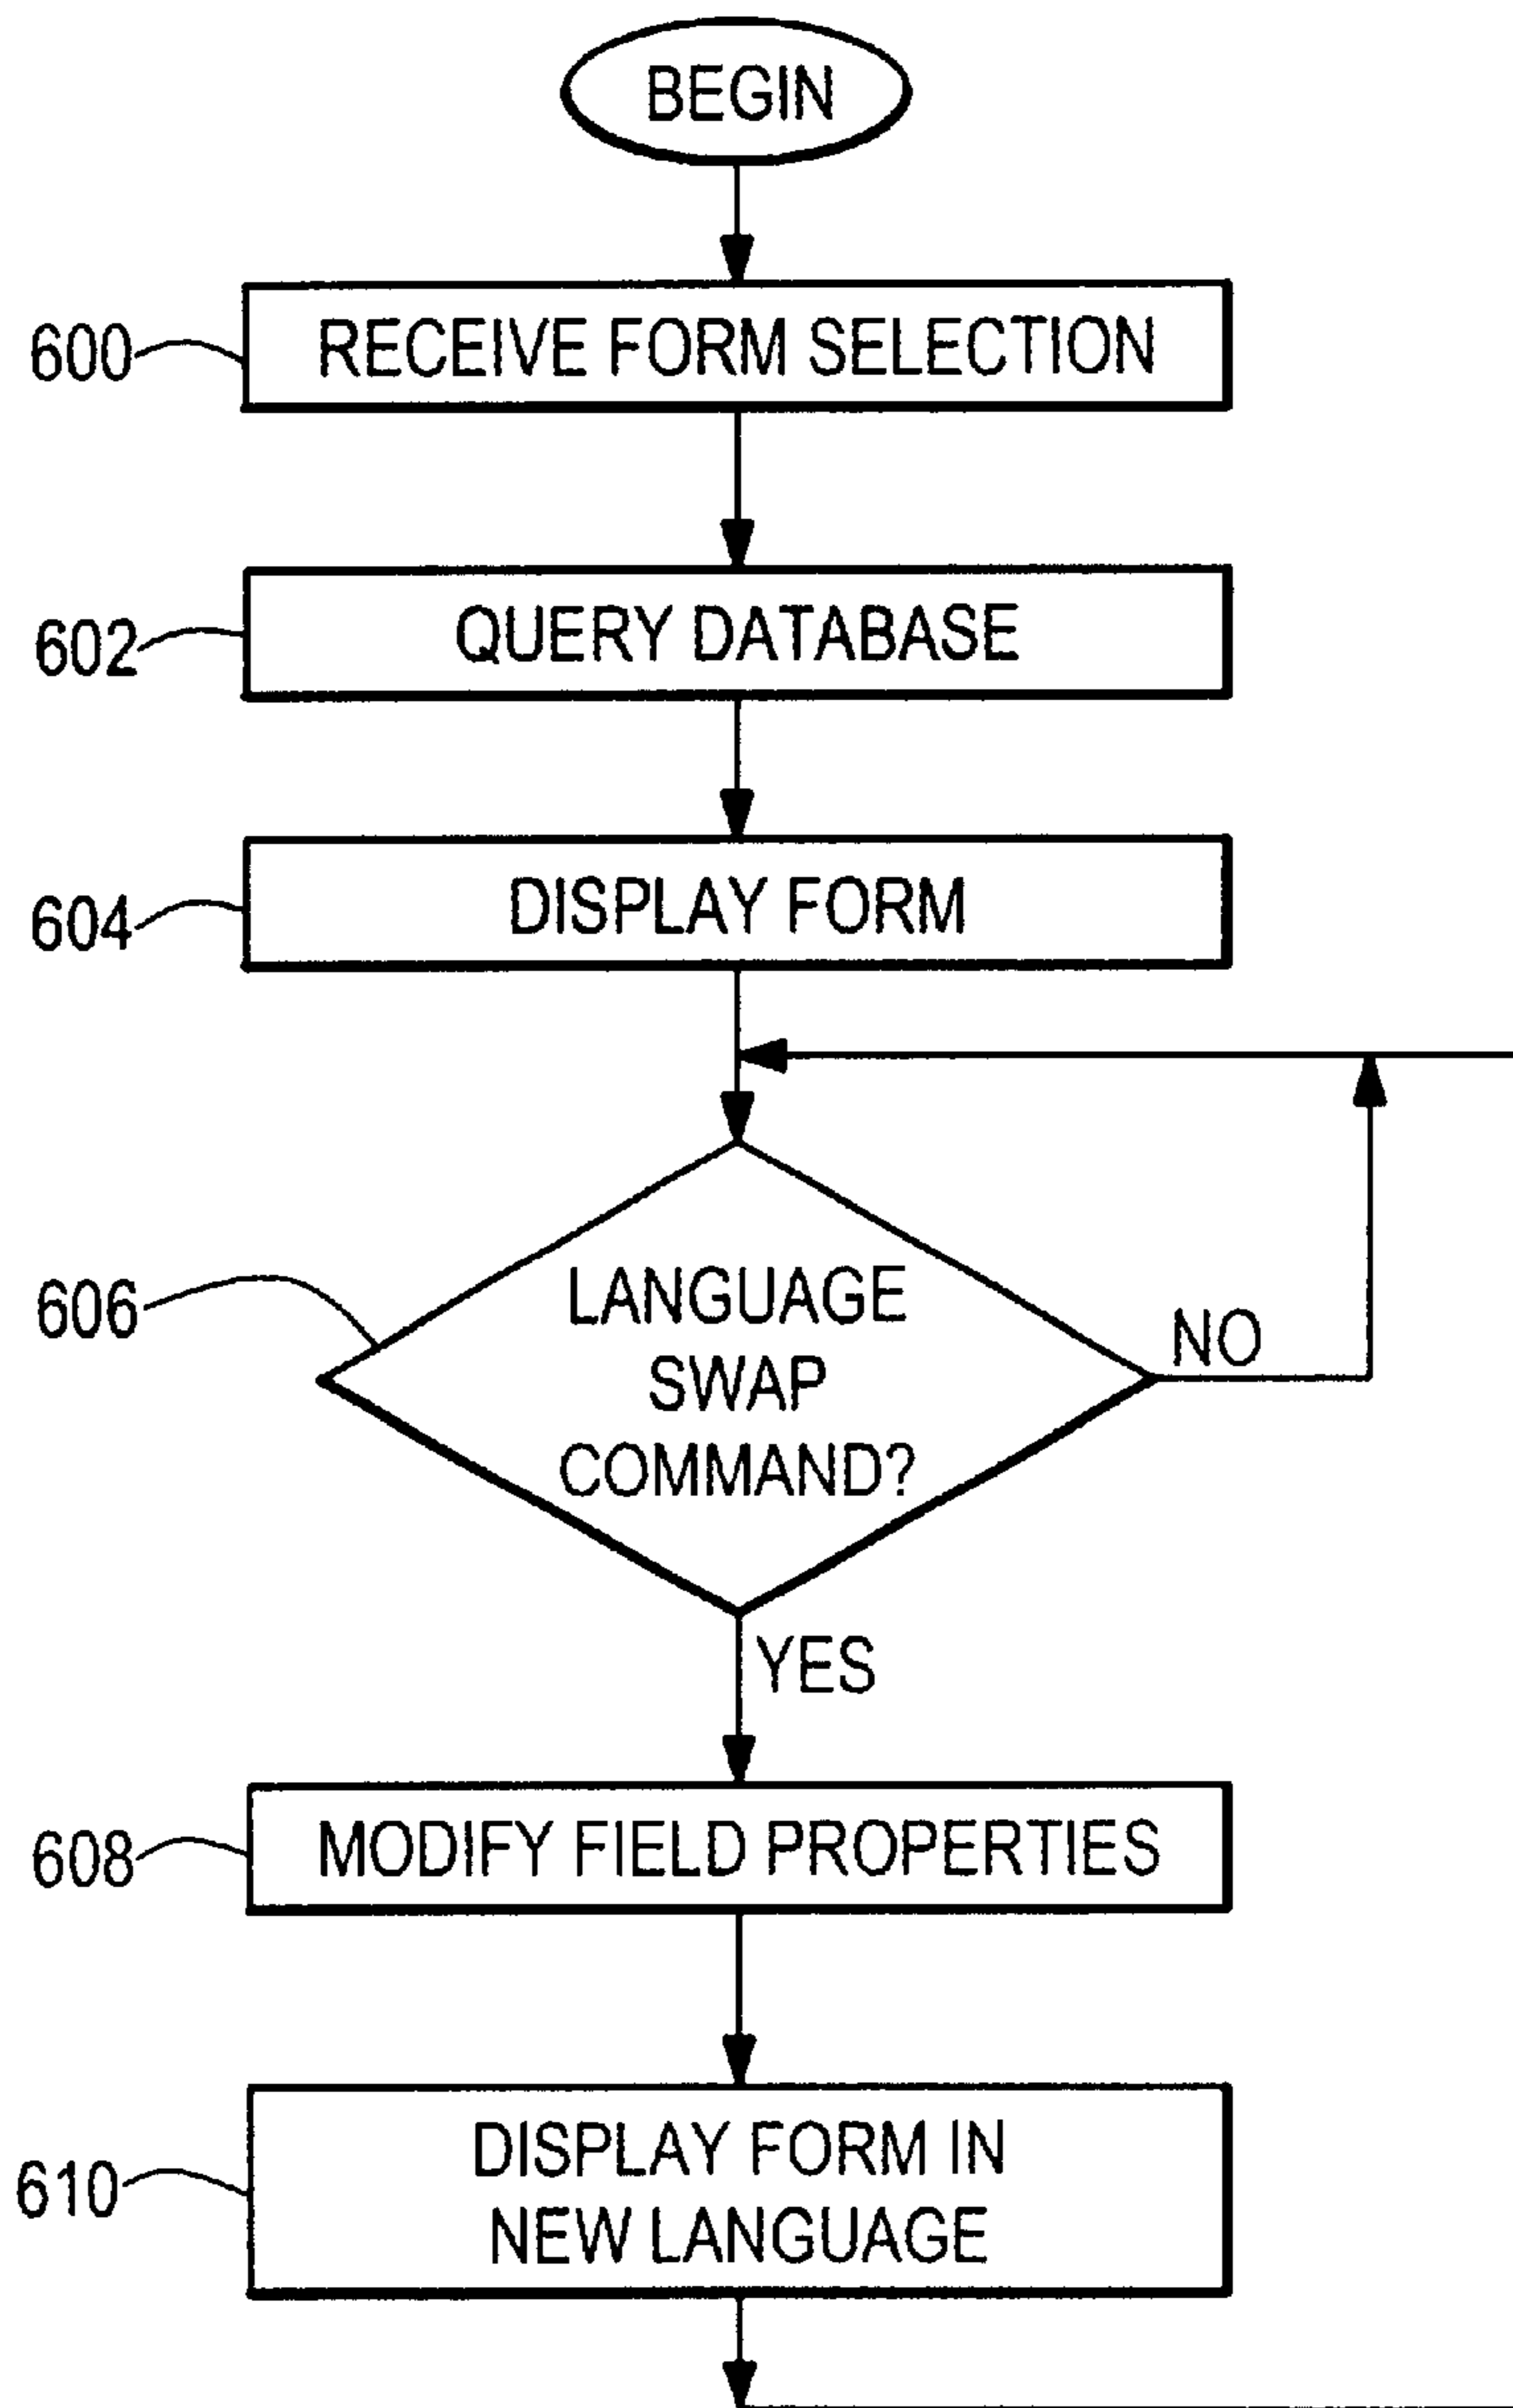 BEGIN
600
RECEIVE FORM SELECTION
602
QUERY DATABASE
604
DISPLAY FORM
606
LANGUAGE
SWAP
COMMAND?
NO
YES
608
MODIFY FIELD PROPERTIES
610
DISPLAY FORM IN
NEW LANGUAGE